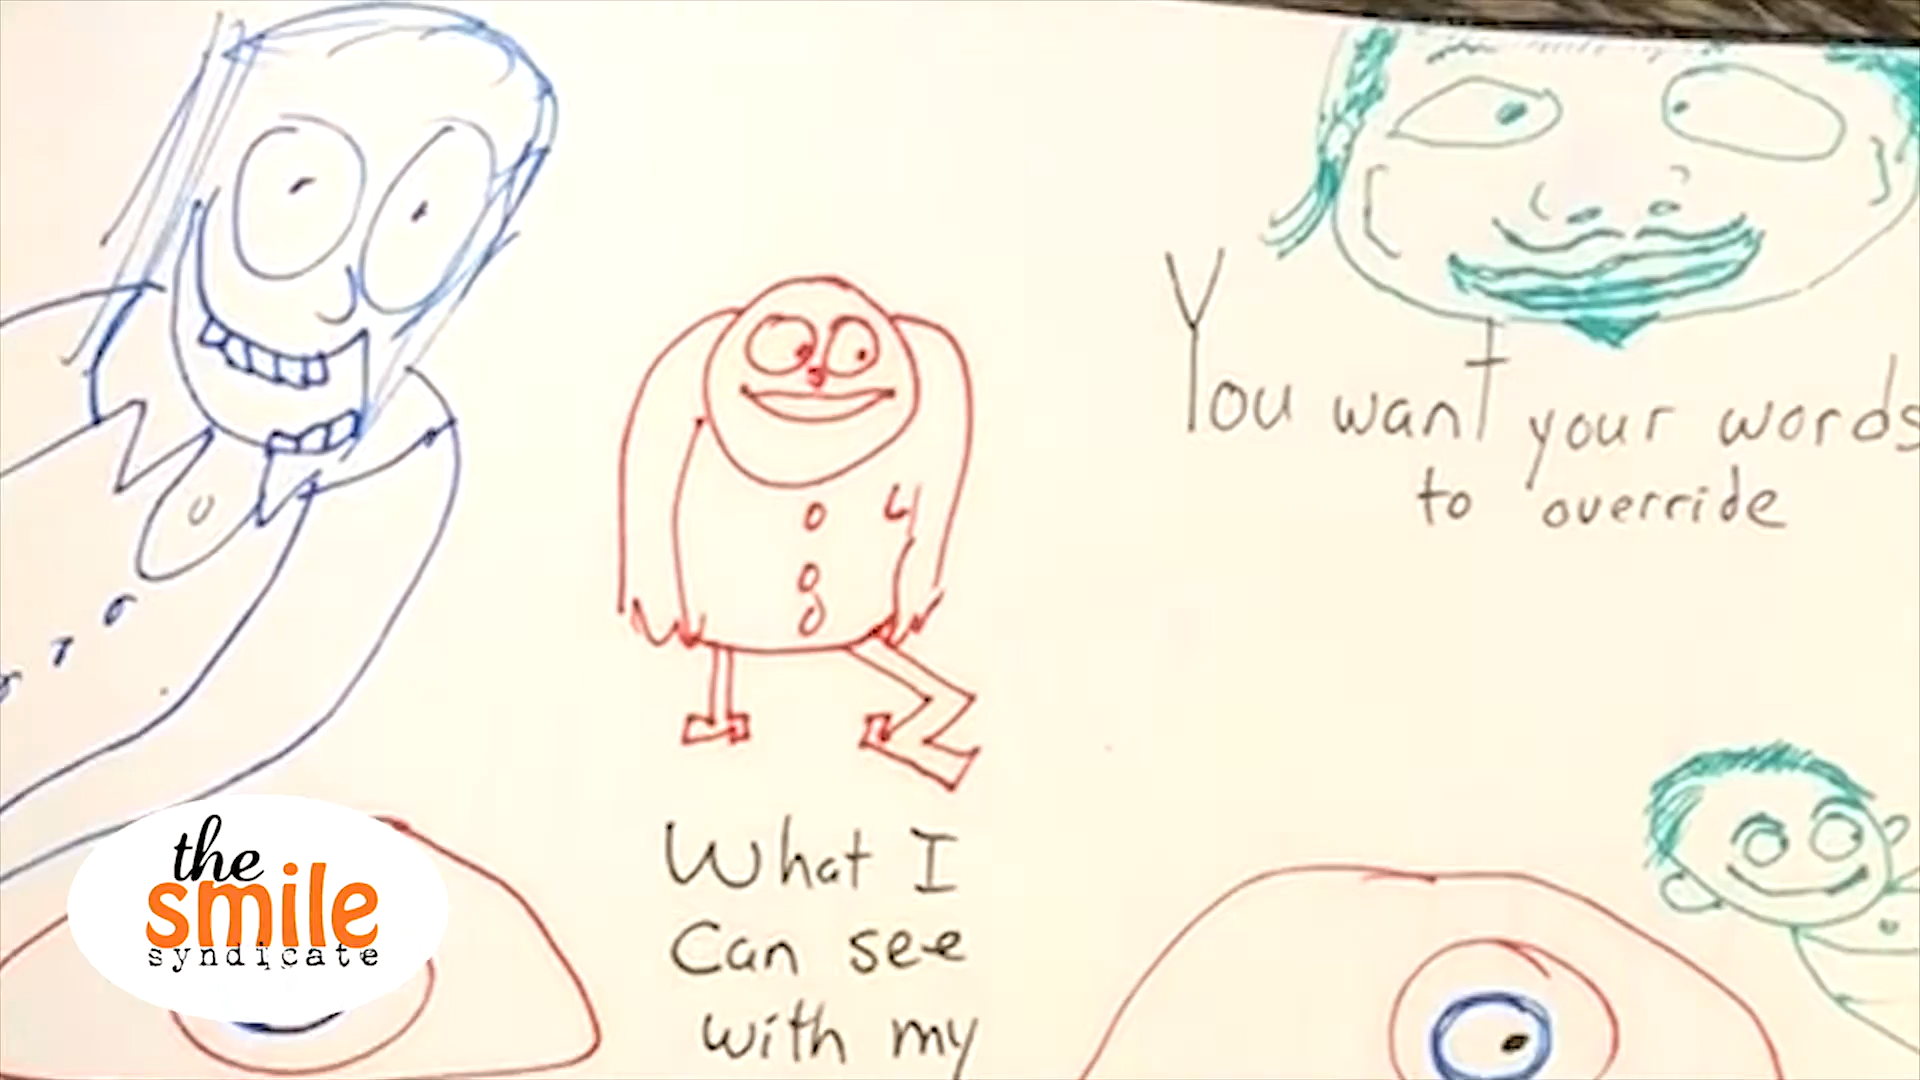 You want your words
to override
What I
Can see
with my
the
smile
syndicate